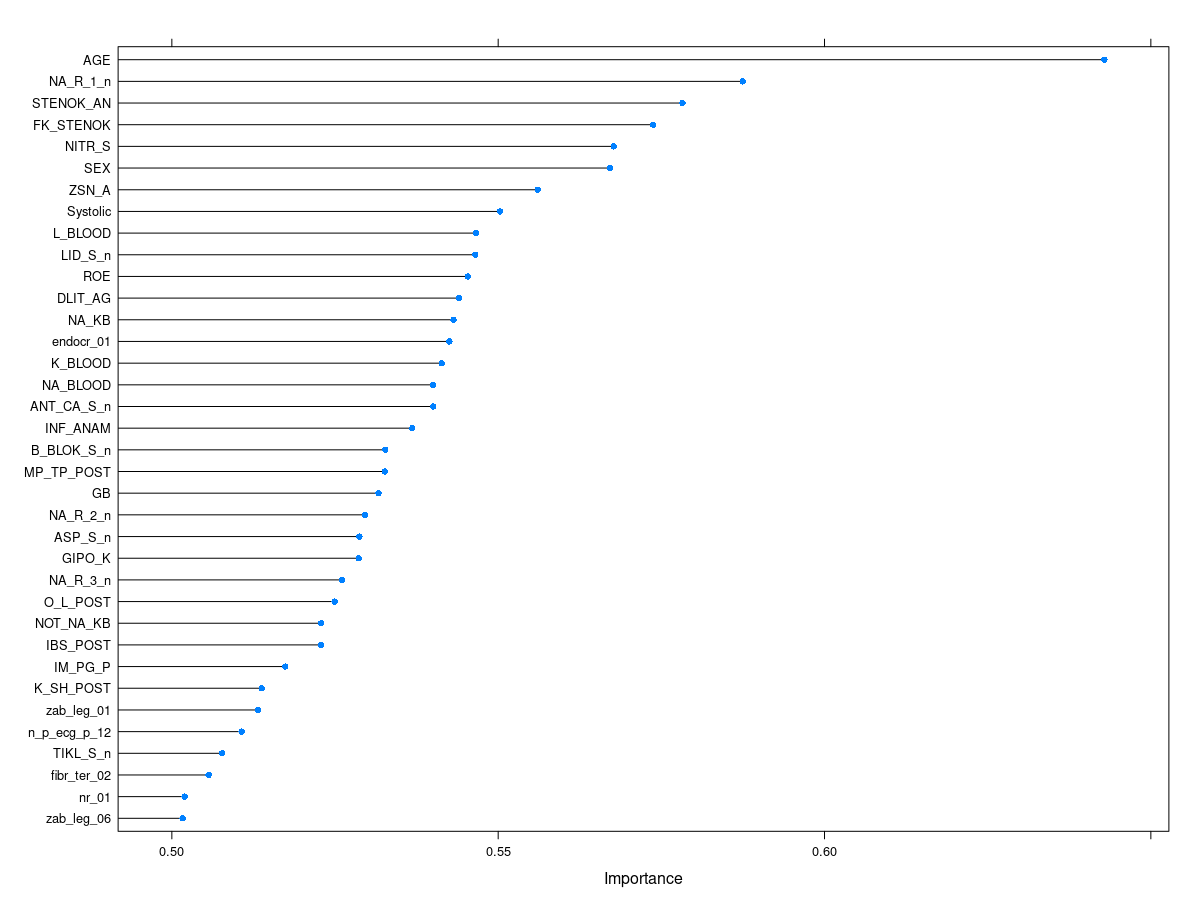 AGE
NA_R_1_n
STENOK_AN
FK_STENOK
NITR_S
SEX
ZSN_A
Systolic
L_BLOOD
LID_S_n
ROE
DLIT_AG
NA_KB
endocr_01
K_BLOOD
NA_BLOOD
ANT_CA_S_n
INF_ANAM
B_BLOK_S_n
MP_TP_POST
GB
NA_R_2_n
ASP_S_n
GIPO_K
NA_R_3_n
O_L_POST
NOT_NA_KB
IBS_POST
IM_PG_P
K_SH_POST
zab_leg_01
n_p_ecg_p_12
TIKL_S_n
fibr_ter_02
nr_01
zab_leg_06
0.50 0.55 0.60
Importance